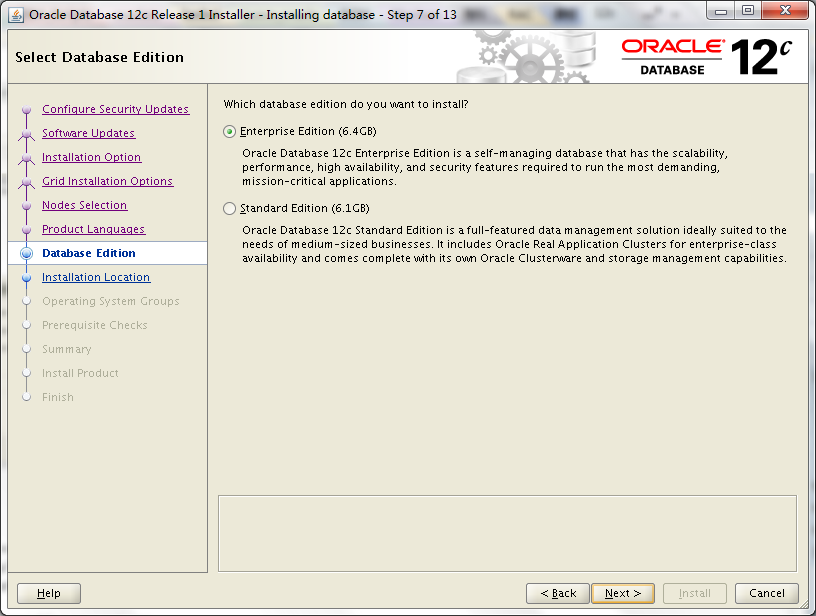 Oracle Database 12c Release 1 Installer - Installing database - Step 7 of 13
Select Database Edition
ORACLE®
DATABASE
12c
Configure Security Updates
Software Updates
Installation Option
Grid Installation Options
Nodes Selection
Product Languages
Database Edition
Installation Location
Operating System Groups
Prerequisite Checks
Summary
Install Product
Finish
Which database edition do you want to install?
Enterprise Edition (6.4GB)
Oracle Database 12c Enterprise Edition is a self-managing database that has the scalability,
performance, high availability, and security features required to run the most demanding,
mission-critical applications.
Standard Edition (6.1GB)
Oracle Database 12c Standard Edition is a full-featured data management solution ideally suited to the
needs of medium-sized businesses. It includes Oracle Real Application Clusters for enterprise-class
availability and comes complete with its own Oracle Clusterware and storage management capabilities.
Help
< Back
Next >
Install
Cancel